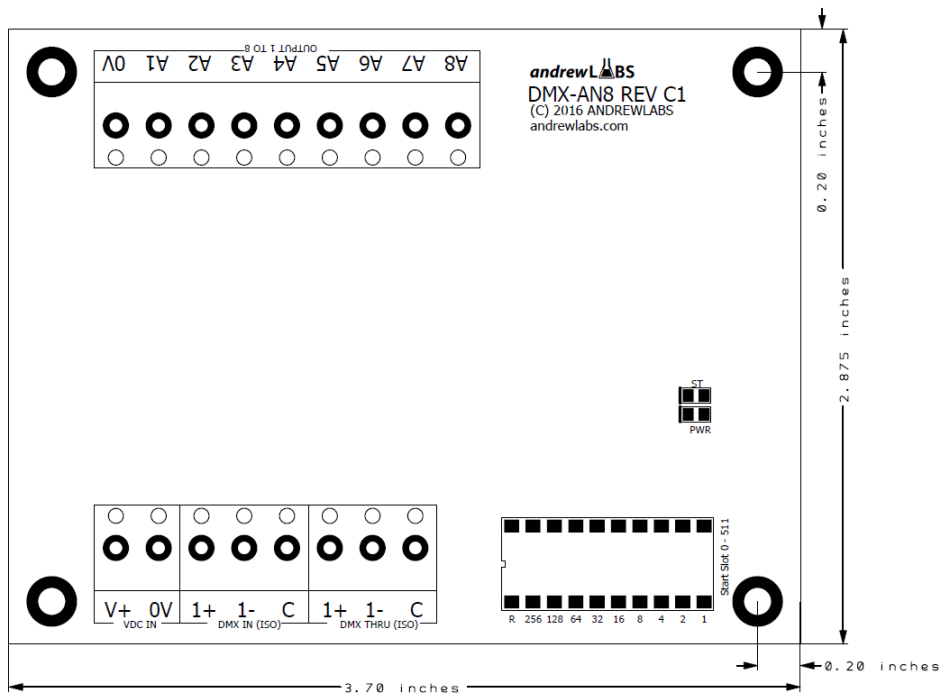 OUTPUT 1 TO 8
0V A1 A2 A3 A4 A5 A6 A7 A8
andrewLABS
DMX-AN8 REV C1
(C) 2016 ANDREWLABS
andrewlabs.com
0.20 inches
2.875 inches
ST
PWR
Start Slot 0 - 511
V+ 0V 1+ 1- C 1+ 1- C
VDC IN DMX IN (ISO) DMX THRU (ISO)
R 256 128 64 32 16 8 4 2 1
0.20 inches
3.70 inches